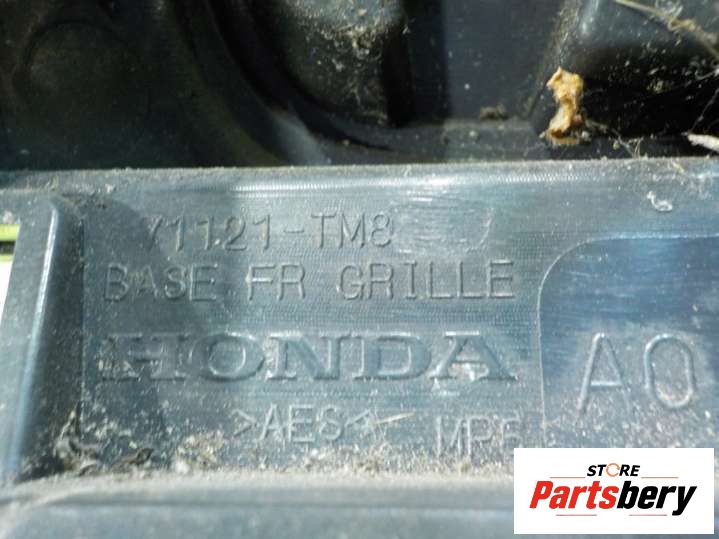 71121-TM8
BASE FR GRILLE
HONDA
>AES<
A0
STORE
Partsbery